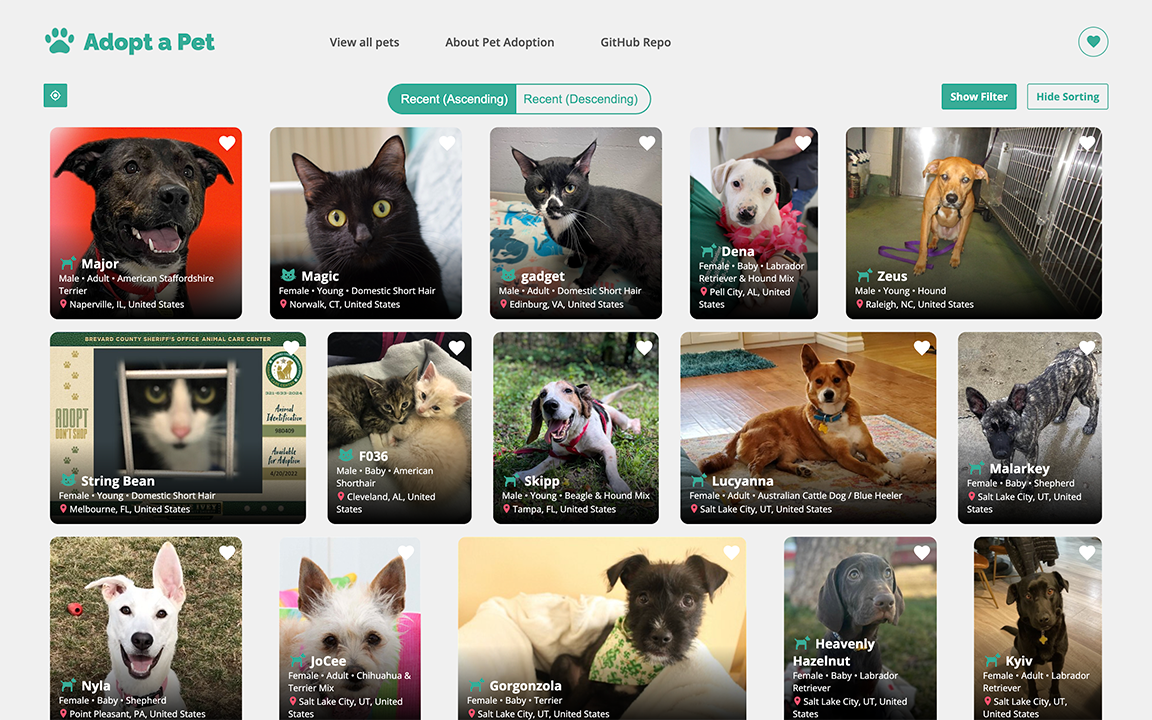 Adopt a Pet
View all pets
About Pet Adoption
GitHub Repo
Recent (Ascending)
Recent (Descending)
Show Filter
Hide Sorting
Major
Male • Adult • American Staffordshire
Terrier
Naperville, IL, United States
Magic
Female • Young • Domestic Short Hair
Norwalk, CT, United States
gadget
Male • Adult • Domestic Short Hair
Edinburg, VA, United States
Dena
Female • Baby • Labrador
Retriever & Hound Mix
Pell City, AL, United
States
Zeus
Male • Young • Hound
Raleigh, NC, United States
BREVARD COUNTY SHERIFF'S OFFICE ANIMAL CARE CENTER
321-633-2024
Animal
Identification
980409
ADOPT
DON'T SHOP
Available
for Adoption
4/20/2022
String Bean
Female • Young • Domestic Short Hair
Melbourne, FL, United States
F036
Male • Baby • American
Shorthair
Cleveland, AL, United
States
Skipp
Male • Young • Beagle & Hound Mix
Tampa, FL, United States
Lucyanna
Female • Adult • Australian Cattle Dog / Blue Heeler
Salt Lake City, UT, United States
Malarkey
Female • Baby • Shepherd
Salt Lake City, UT, United
States
Nyla
Female • Baby • Shepherd
Point Pleasant, PA, United States
JoCee
Female • Adult • Chihuahua &
Terrier Mix
Salt Lake City, UT, United
States
Gorgonzola
Female • Baby • Terrier
Salt Lake City, UT, United States
Heavenly
Hazelnut
Female • Baby • Labrador
Retriever
Salt Lake City, UT, United
States
Kyiv
Female • Adult • Labrador
Retriever
Salt Lake City, UT, United
States